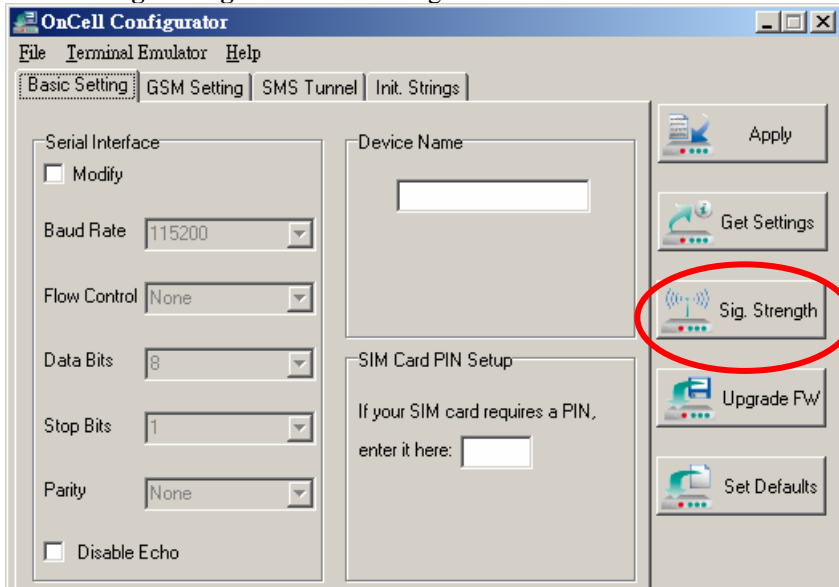 OnCell Configurator
File Terminal Emulator Help
Basic Setting GSM Setting SMS Tunnel Init. Strings
Serial Interface
Modify
Baud Rate 115200
Flow Control None
Data Bits 8
Stop Bits 1
Parity None
Disable Echo
Device Name
SIM Card PIN Setup
If your SIM card requires a PIN,
enter it here:
Apply
Get Settings
Sig. Strength
Upgrade FW
Set Defaults